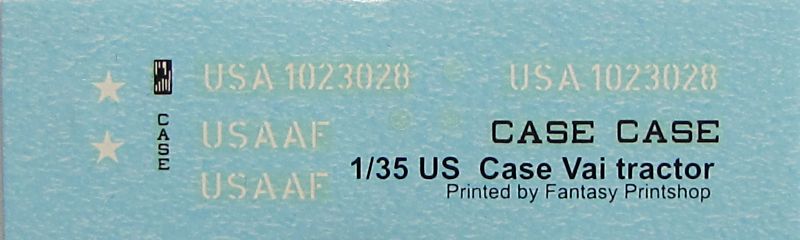 USA 1023028 USA 1023028
CASE
USAAF CASE CASE
1/35 US Case Vai tractor
USAAF Printed by Fantasy Printshop